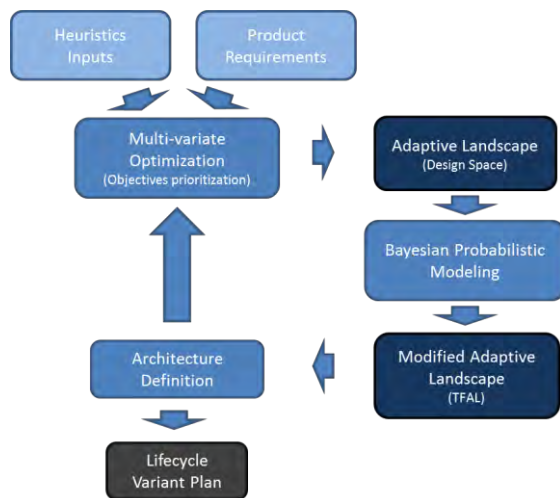 Heuristics
Inputs
Product
Requirements
Multi-variate
Optimization
(Objectives prioritization)
Adaptive Landscape
(Design Space)
Bayesian Probabilistic
Modeling
Modified Adaptive
Landscape
(TFAL)
Architecture
Definition
Lifecycle
Variant Plan